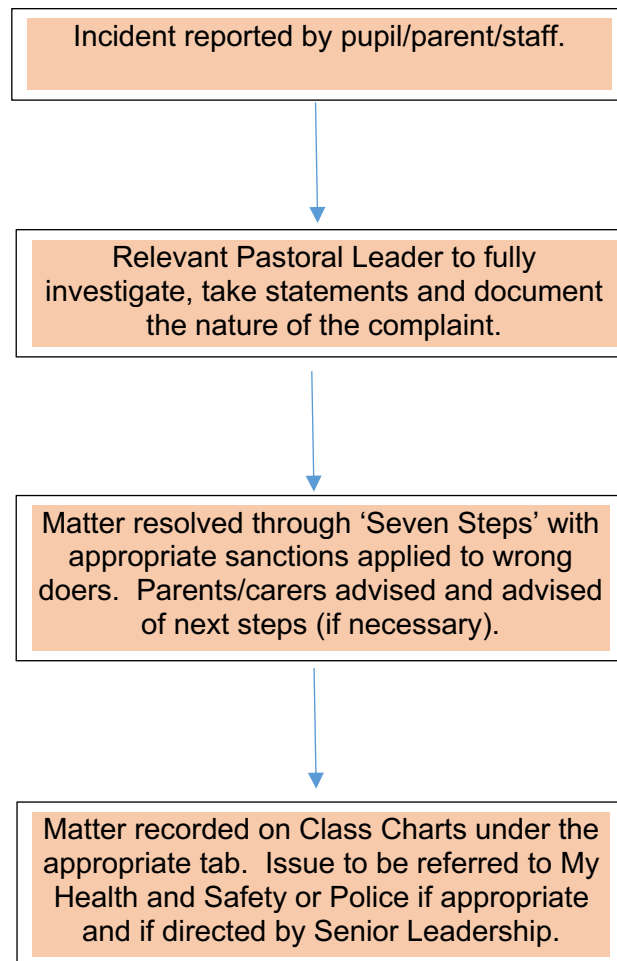 Incident reported by pupil/parent/staff.
Relevant Pastoral Leader to fully
investigate, take statements and document
the nature of the complaint.
Matter resolved through ‘Seven Steps’ with
appropriate sanctions applied to wrong
doers.  Parents/carers advised and advised
of next steps (if necessary).
Matter recorded on Class Charts under the
appropriate tab.  Issue to be referred to My
Health and Safety or Police if appropriate
and if directed by Senior Leadership.